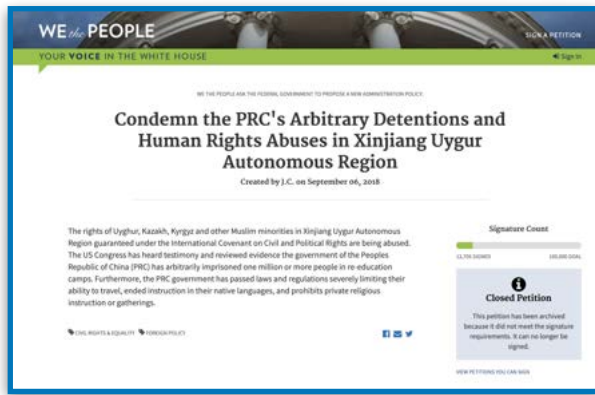 WE the PEOPLE
SIGN A PETITION
YOUR VOICE IN THE WHITE HOUSE
Sign In
WE THE PEOPLE ASK THE FEDERAL GOVERNMENT TO PROPOSE A NEW ADMINISTRATION POLICY:
Condemn the PRC's Arbitrary Detentions and
Human Rights Abuses in Xinjiang Uygur
Autonomous Region
Created by J.C. on September 06, 2018
The rights of Uyghur, Kazakh, Kyrgyz and other Muslim minorities in Xinjiang Uygur Autonomous
Region guaranteed under the International Covenant on Civil and Political Rights are being abused.
The US Congress has heard testimony and reviewed evidence the government of the Peoples
Republic of China (PRC) has arbitrarily imprisoned one million or more people in re-education
camps. Furthermore, the PRC government has passed laws and regulations severely limiting their
ability to travel, ended instruction in their native languages, and prohibits private religious
instruction or gatherings.
CIVIL RIGHTS & EQUALITY FOREIGN POLICY
Signature Count
SIGNED 100,000 GOAL
Closed Petition
This petition has been archived
because it did not meet the signature
requirements. It can no longer be
signed.
VIEW PETITIONS YOU CAN SIGN